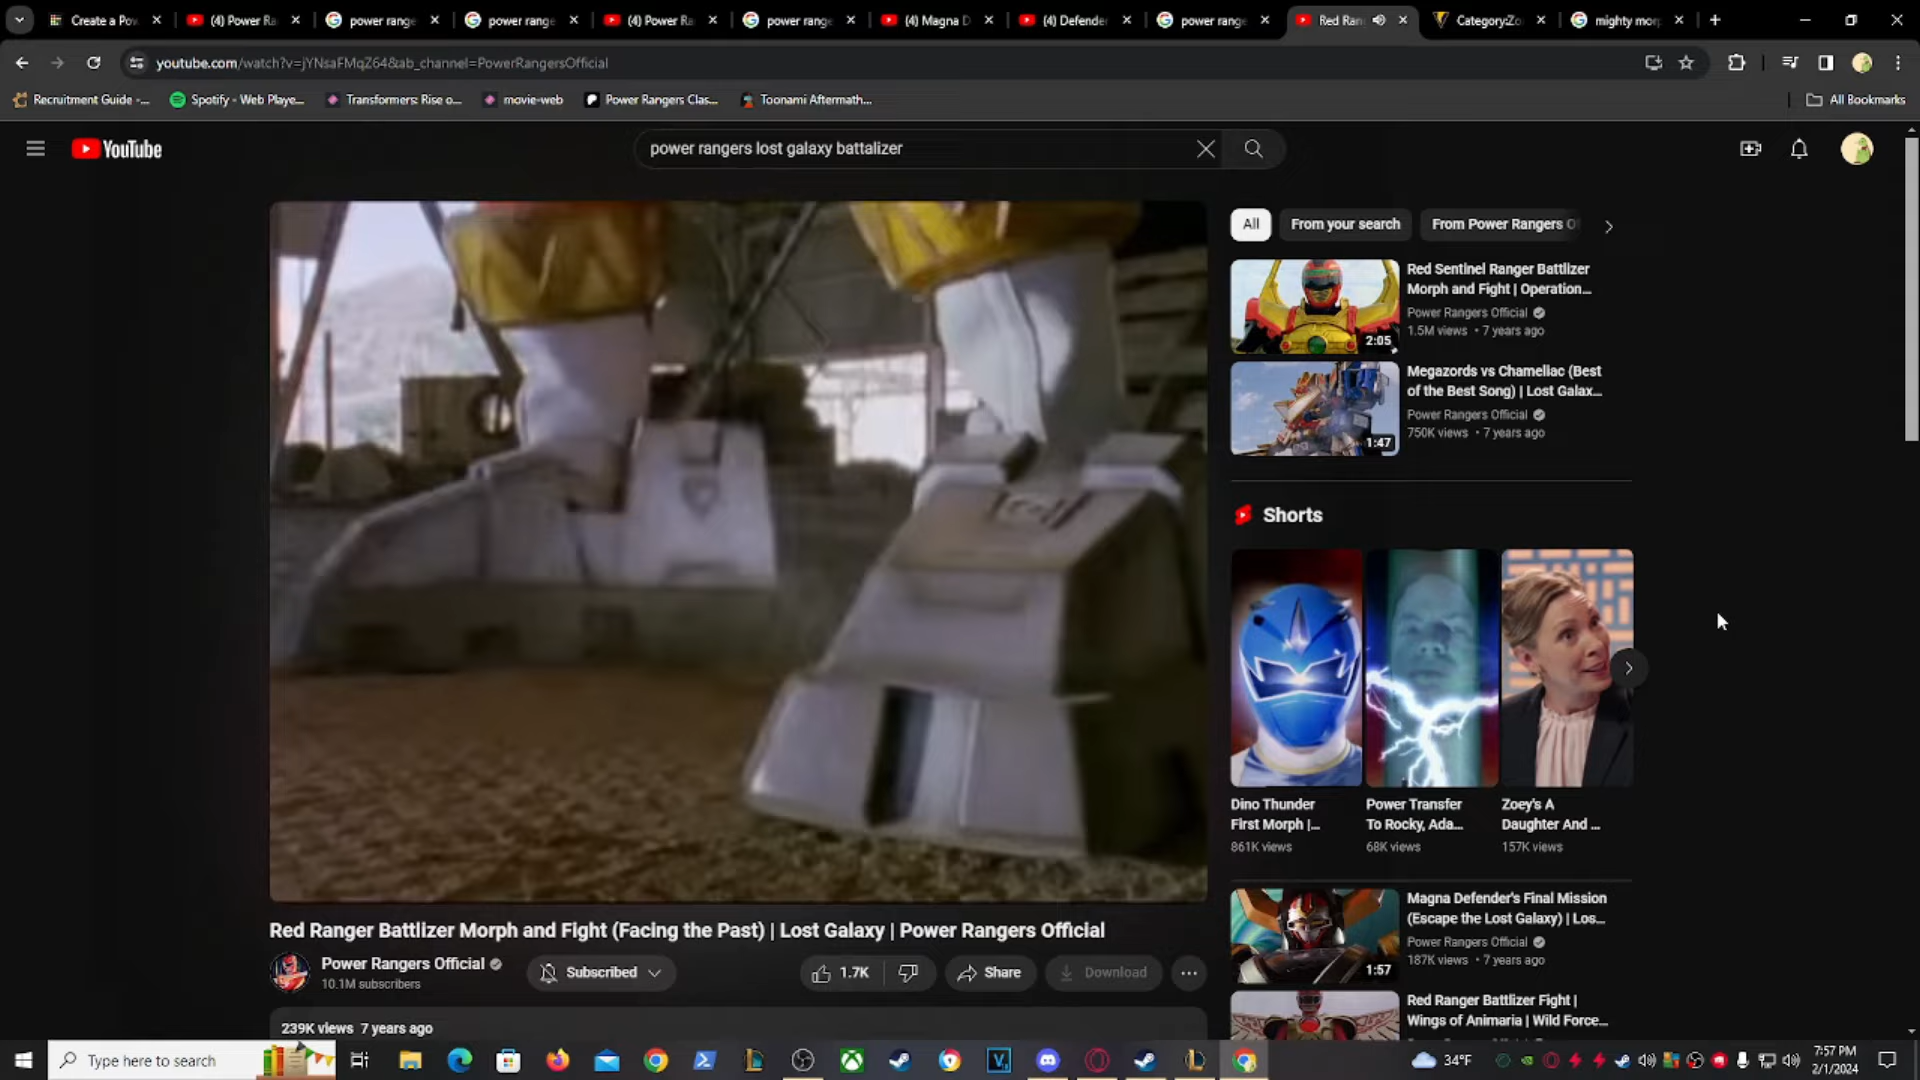 Create a Pow
(4) Power Ra
power range
power range
(4) Power Ra
power range
(4) Magna D
(4) Defende
power range
Red Ran
Category:Zo
mighty mor
youtube.com/watch?v=jYNsaFMqZ64&ab_channel=PowerRangersOfficial
Recruitment Guide -...
Spotify - Web Playe...
Transformers: Rise o...
movie-web
Power Rangers Clas...
Toonami Aftermath...
All Bookmarks
YouTube
power rangers lost galaxy battalizer
All
From your search
From Power Rangers O
Red Sentinel Ranger Battlizer
Morph and Fight | Operation...
Power Rangers Official
1.5M views • 7 years ago
2:05
Megazords vs Chameliac (Best
of the Best Song) | Lost Galax...
Power Rangers Official
750K views • 7 years ago
1:47
Shorts
Dino Thunder
First Morph |...
861K views
Power Transfer
To Rocky, Ada...
68K views
Zoey's A
Daughter And ...
157K views
Magna Defender's Final Mission
(Escape the Lost Galaxy) | Los...
Power Rangers Official
187K views • 7 years ago
1:57
Red Ranger Battlizer Fight |
Wings of Animaria | Wild Force...
Red Ranger Battlizer Morph and Fight (Facing the Past) | Lost Galaxy | Power Rangers Official
Power Rangers Official
10.1M subscribers
Subscribed
1.7K
Share
Download
239K views 7 years ago
Type here to search
34°F
7:57 PM
2/1/2024